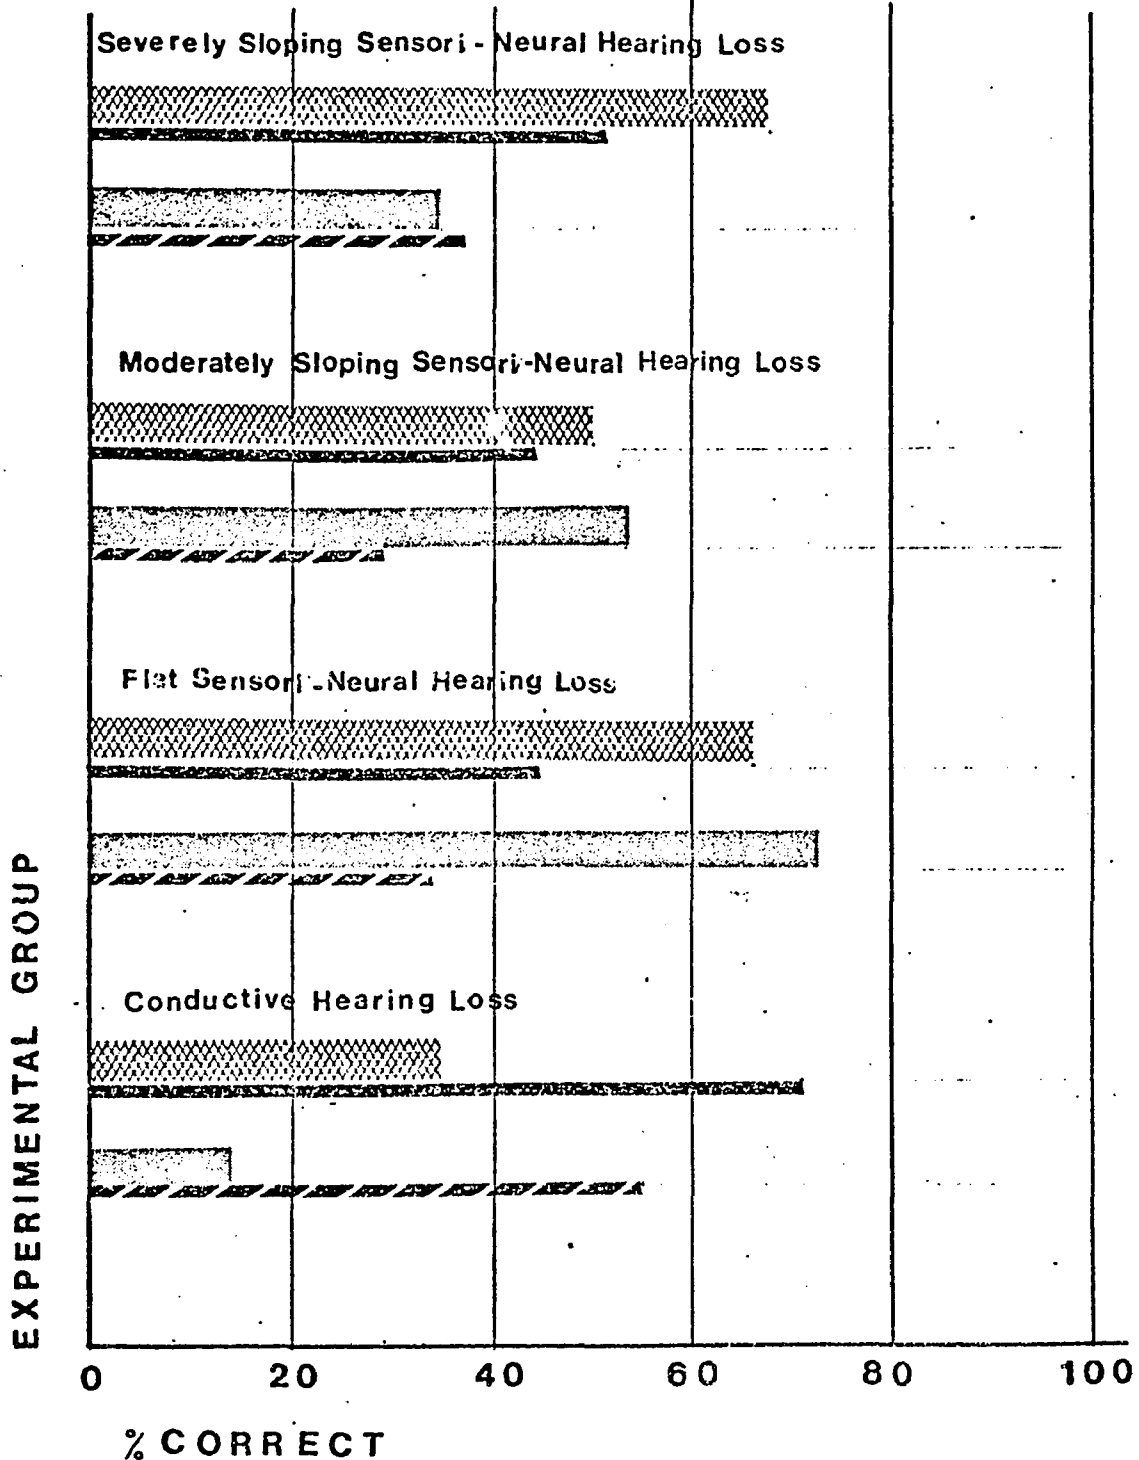 Severely Sloping Sensori-Neural Hearing Loss
Moderately Sloping Sensori-Neural Hearing Loss
Flat Sensori-Neural Hearing Loss
Conductive Hearing Loss
EXPERIMENTAL GROUP
0 20 40 60 80 100
% CORRECT